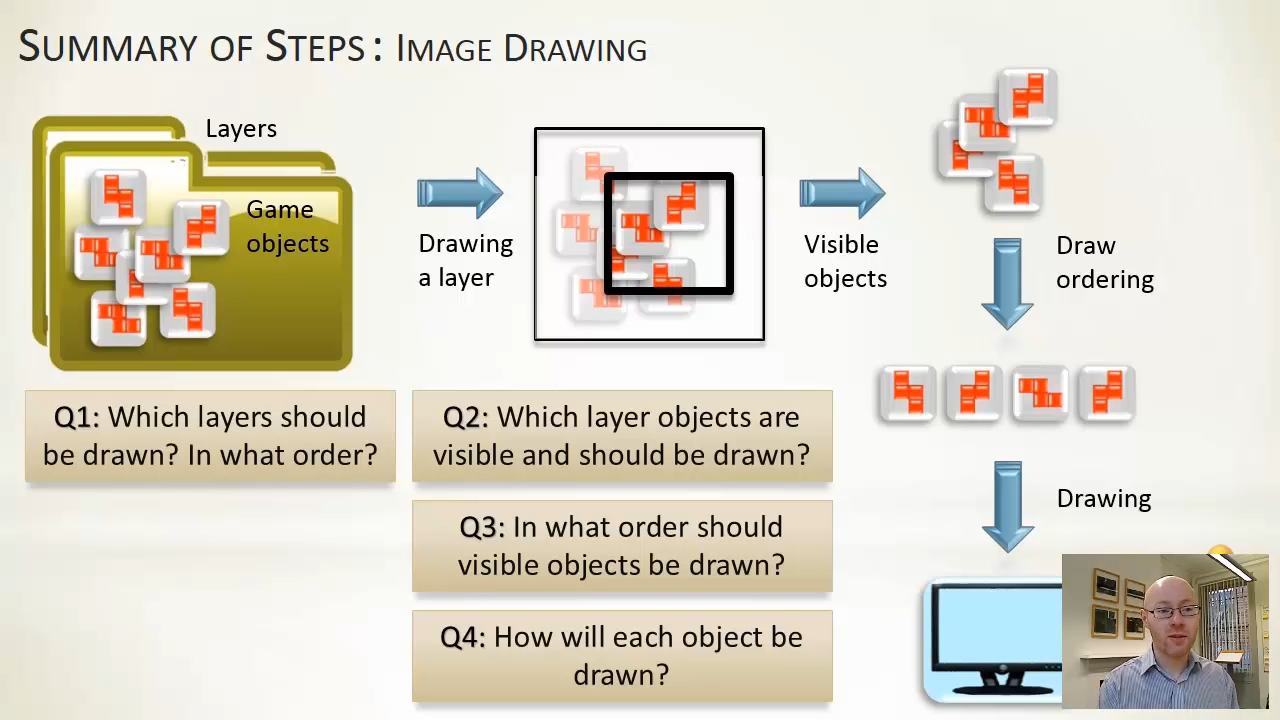 SUMMARY OF STEPS: IMAGE DRAWING
Layers
Game
objects
Drawing
a layer
Visible
objects
Draw
ordering
Q1: Which layers should
be drawn? In what order?
Q2: Which layer objects are
visible and should be drawn?
Q3: In what order should
visible objects be drawn?
Q4: How will each object be
drawn?
Drawing